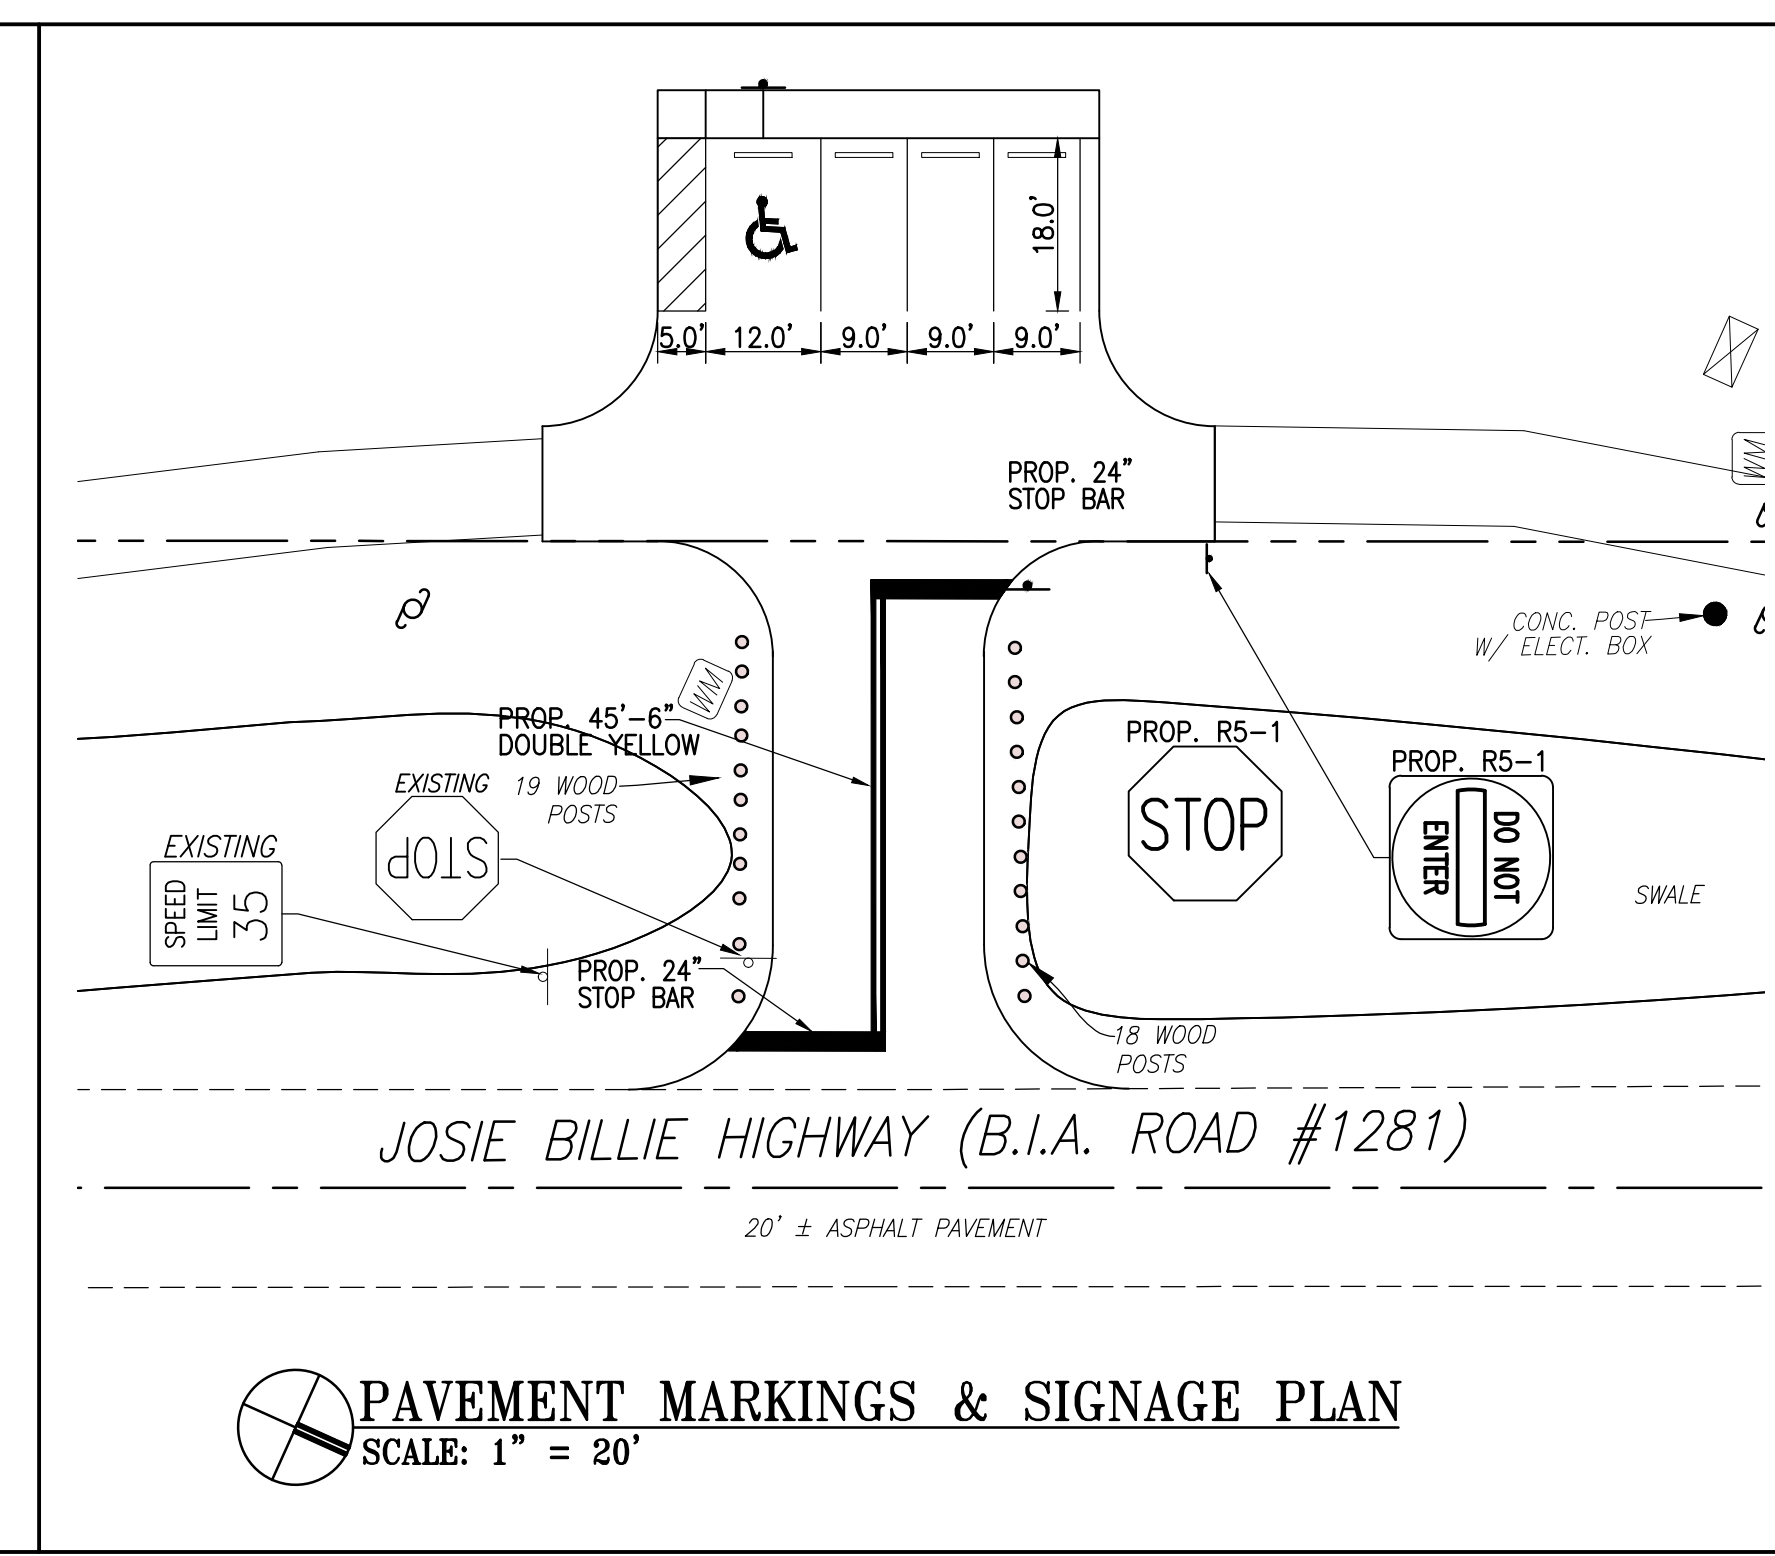 18.0'
5.0'
12.0'
9.0'
9.0'
9.0'
PROP. 24"
STOP BAR
WM
CONC. POST
W/ ELECT. BOX
WM
PROP. 45'-6"
DOUBLE YELLOW
19 WOOD
POSTS
EXISTING
STOP
EXISTING
SPEED
LIMIT
35
PROP. R5-1
STOP
PROP. R5-1
DO NOT
ENTER
SWALE
PROP. 24"
STOP BAR
18 WOOD
POSTS
JOSIE BILLIE HIGHWAY (B.I.A. ROAD #1281)
20' ± ASPHALT PAVEMENT
PAVEMENT MARKINGS & SIGNAGE PLAN
SCALE: 1" = 20'